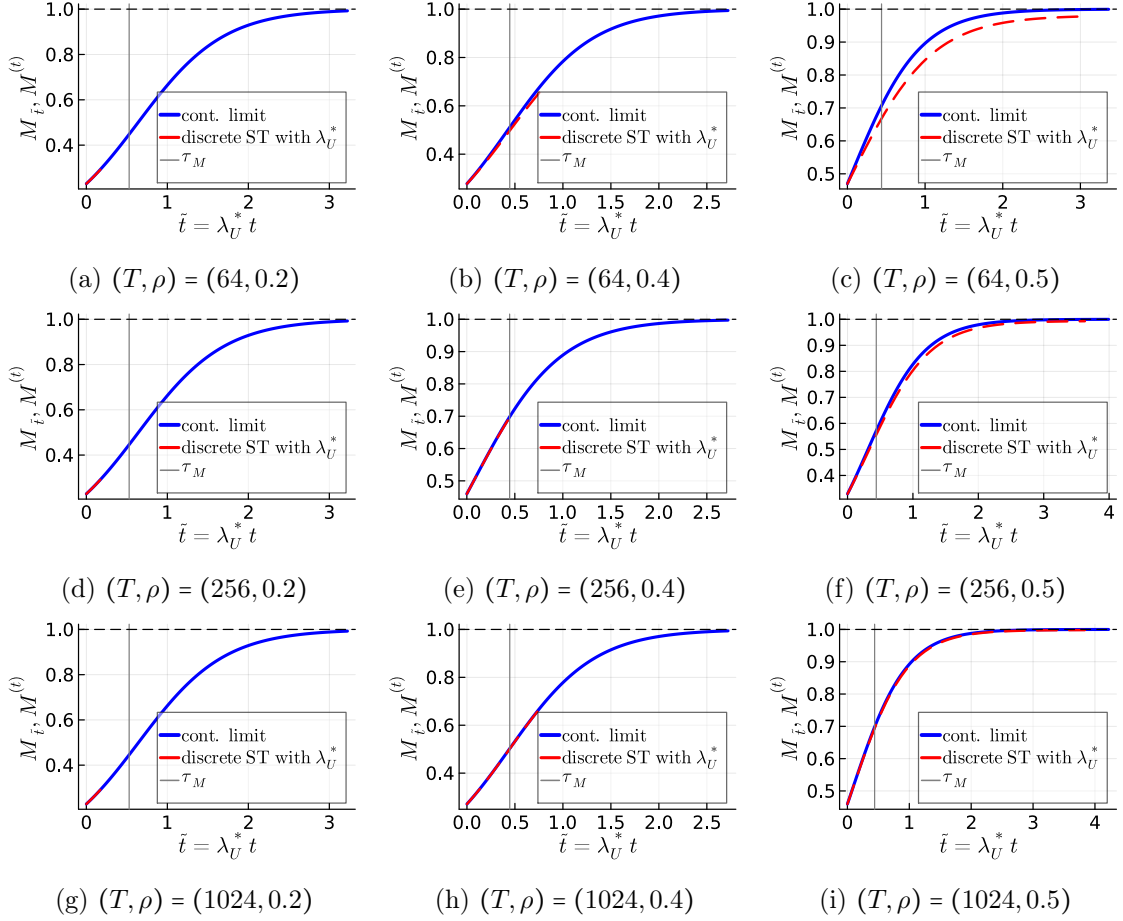 M_t̃, M^(t)
1.0
0.8
0.6
0.4
cont. limit
discrete ST with λ_U^*
τ_M
0 1 2 3
t̃ = λ_U^* t
(a) (T, ρ) = (64, 0.2)
M_t̃, M^(t)
1.0
0.8
0.6
0.4
cont. limit
discrete ST with λ_U^*
τ_M
0.0 0.5 1.0 1.5 2.0 2.5
t̃ = λ_U^* t
(b) (T, ρ) = (64, 0.4)
M_t̃, M^(t)
1.0
0.9
0.8
0.7
0.6
0.5
cont. limit
discrete ST with λ_U^*
τ_M
0 1 2 3
t̃ = λ_U^* t
(c) (T, ρ) = (64, 0.5)
M_t̃, M^(t)
1.0
0.8
0.6
0.4
cont. limit
discrete ST with λ_U^*
τ_M
0 1 2 3
t̃ = λ_U^* t
(d) (T, ρ) = (256, 0.2)
M_t̃, M^(t)
1.0
0.9
0.8
0.7
0.6
0.5
cont. limit
discrete ST with λ_U^*
τ_M
0.0 0.5 1.0 1.5 2.0 2.5
t̃ = λ_U^* t
(e) (T, ρ) = (256, 0.4)
M_t̃, M^(t)
1.0
0.9
0.8
0.7
0.6
0.5
0.4
cont. limit
discrete ST with λ_U^*
τ_M
0 1 2 3 4
t̃ = λ_U^* t
(f) (T, ρ) = (256, 0.5)
M_t̃, M^(t)
1.0
0.8
0.6
0.4
cont. limit
discrete ST with λ_U^*
τ_M
0 1 2 3
t̃ = λ_U^* t
(g) (T, ρ) = (1024, 0.2)
M_t̃, M^(t)
1.0
0.8
0.6
0.4
cont. limit
discrete ST with λ_U^*
τ_M
0.0 0.5 1.0 1.5 2.0 2.5
t̃ = λ_U^* t
(h) (T, ρ) = (1024, 0.4)
M_t̃, M^(t)
1.0
0.9
0.8
0.7
0.6
0.5
cont. limit
discrete ST with λ_U^*
τ_M
0 1 2 3 4
t̃ = λ_U^* t
(i) (T, ρ) = (1024, 0.5)